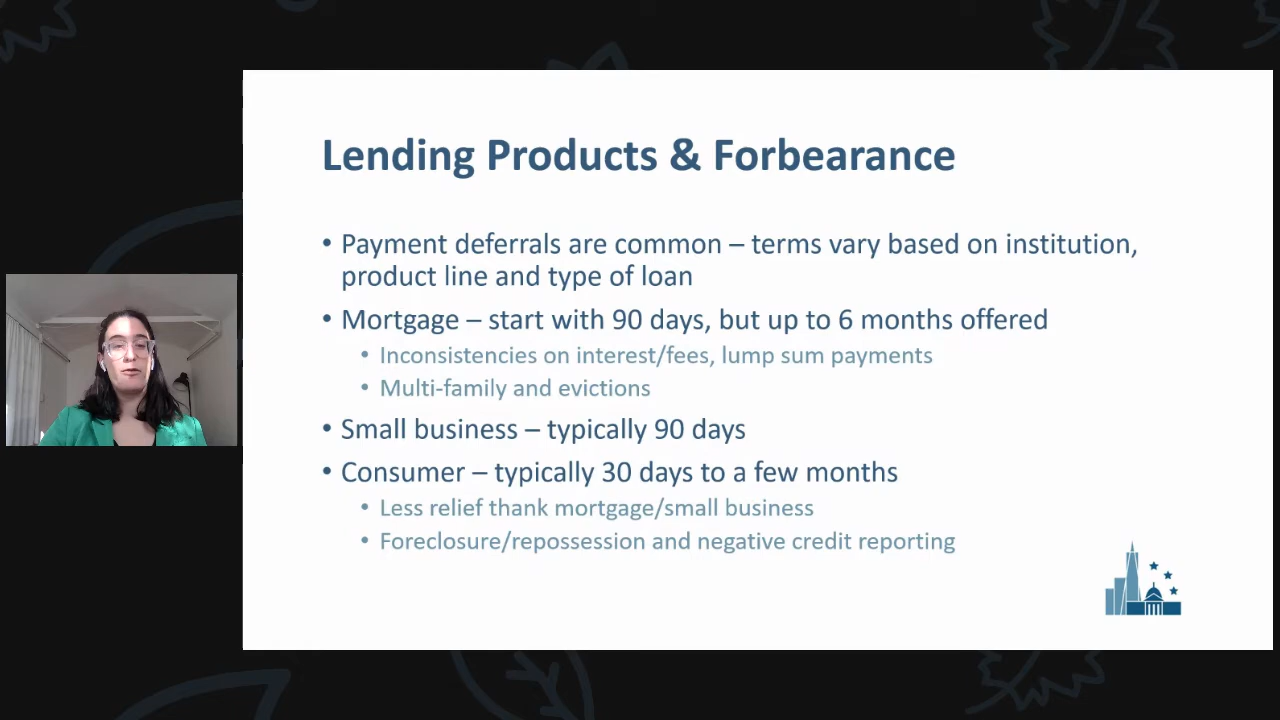 Lending Products & Forbearance
• Payment deferrals are common – terms vary based on institution,
product line and type of loan
• Mortgage – start with 90 days, but up to 6 months offered
• Inconsistencies on interest/fees, lump sum payments
• Multi-family and evictions
• Small business – typically 90 days
• Consumer – typically 30 days to a few months
• Less relief thank mortgage/small business
• Foreclosure/repossession and negative credit reporting